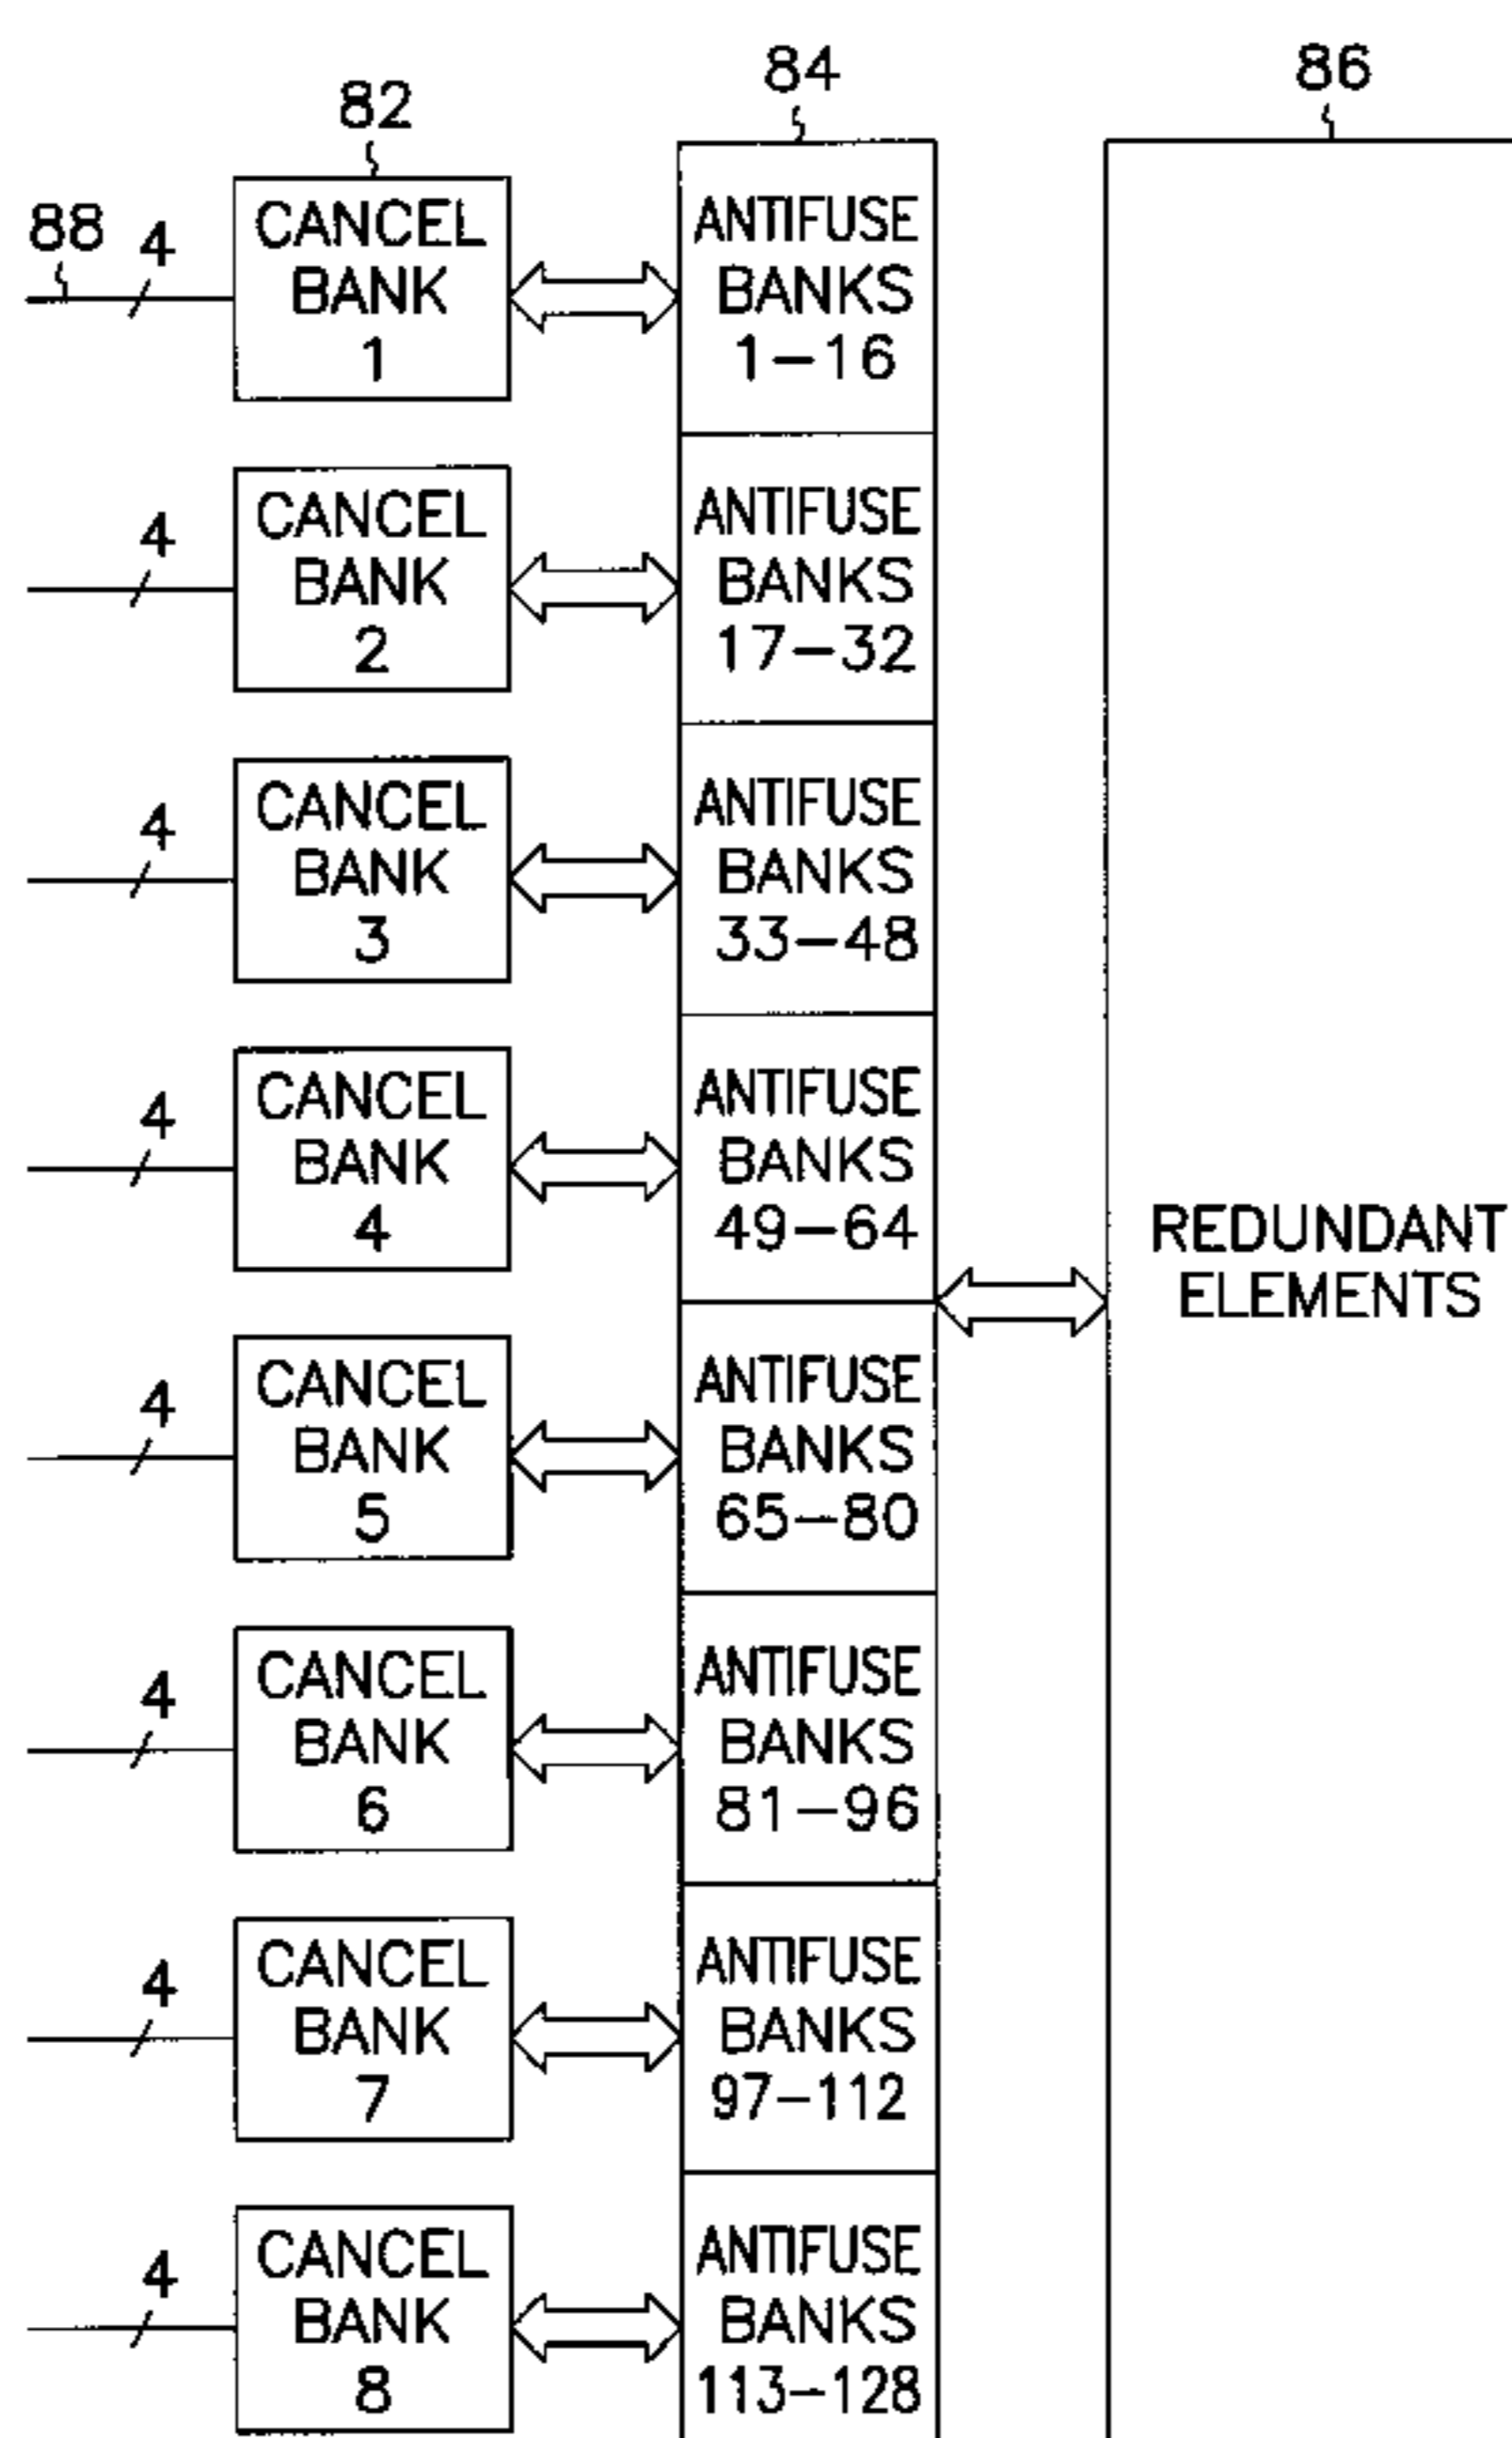 82
84
86
88
4
CANCEL
BANK
1
ANTIFUSE
BANKS
1-16
4
CANCEL
BANK
2
ANTIFUSE
BANKS
17-32
4
CANCEL
BANK
3
ANTIFUSE
BANKS
33-48
4
CANCEL
BANK
4
ANTIFUSE
BANKS
49-64
REDUNDANT
ELEMENTS
4
CANCEL
BANK
5
ANTIFUSE
BANKS
65-80
4
CANCEL
BANK
6
ANTIFUSE
BANKS
81-96
4
CANCEL
BANK
7
ANTIFUSE
BANKS
97-112
4
CANCEL
BANK
8
ANTIFUSE
BANKS
113-128